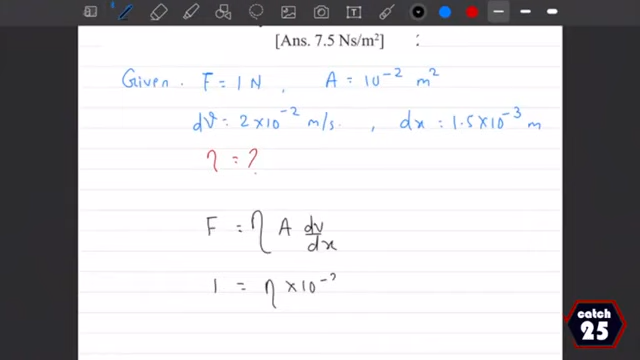 [Ans. 7.5 Ns/m²]
Given. F = 1 N, A = 10⁻² m²
dv = 2 × 10⁻² m/s, dx = 1.5 × 10⁻³ m
η = ?
F = η A dv/dx
1 = η × 10⁻²
catch
25